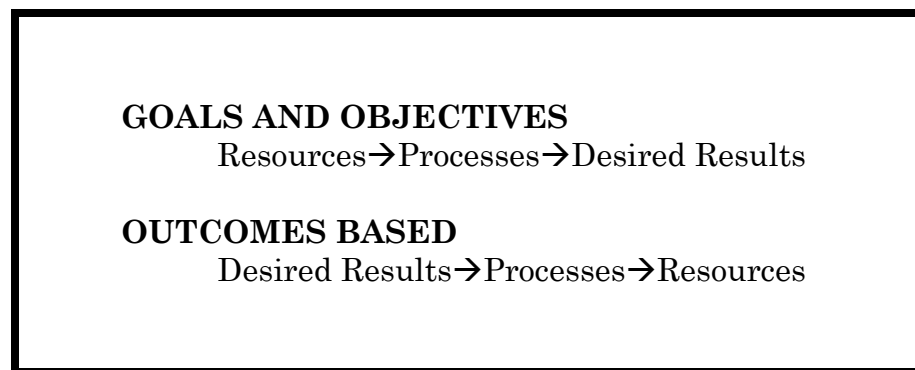 GOALS AND OBJECTIVES
Resources→Processes→Desired Results
OUTCOMES BASED
Desired Results→Processes→Resources